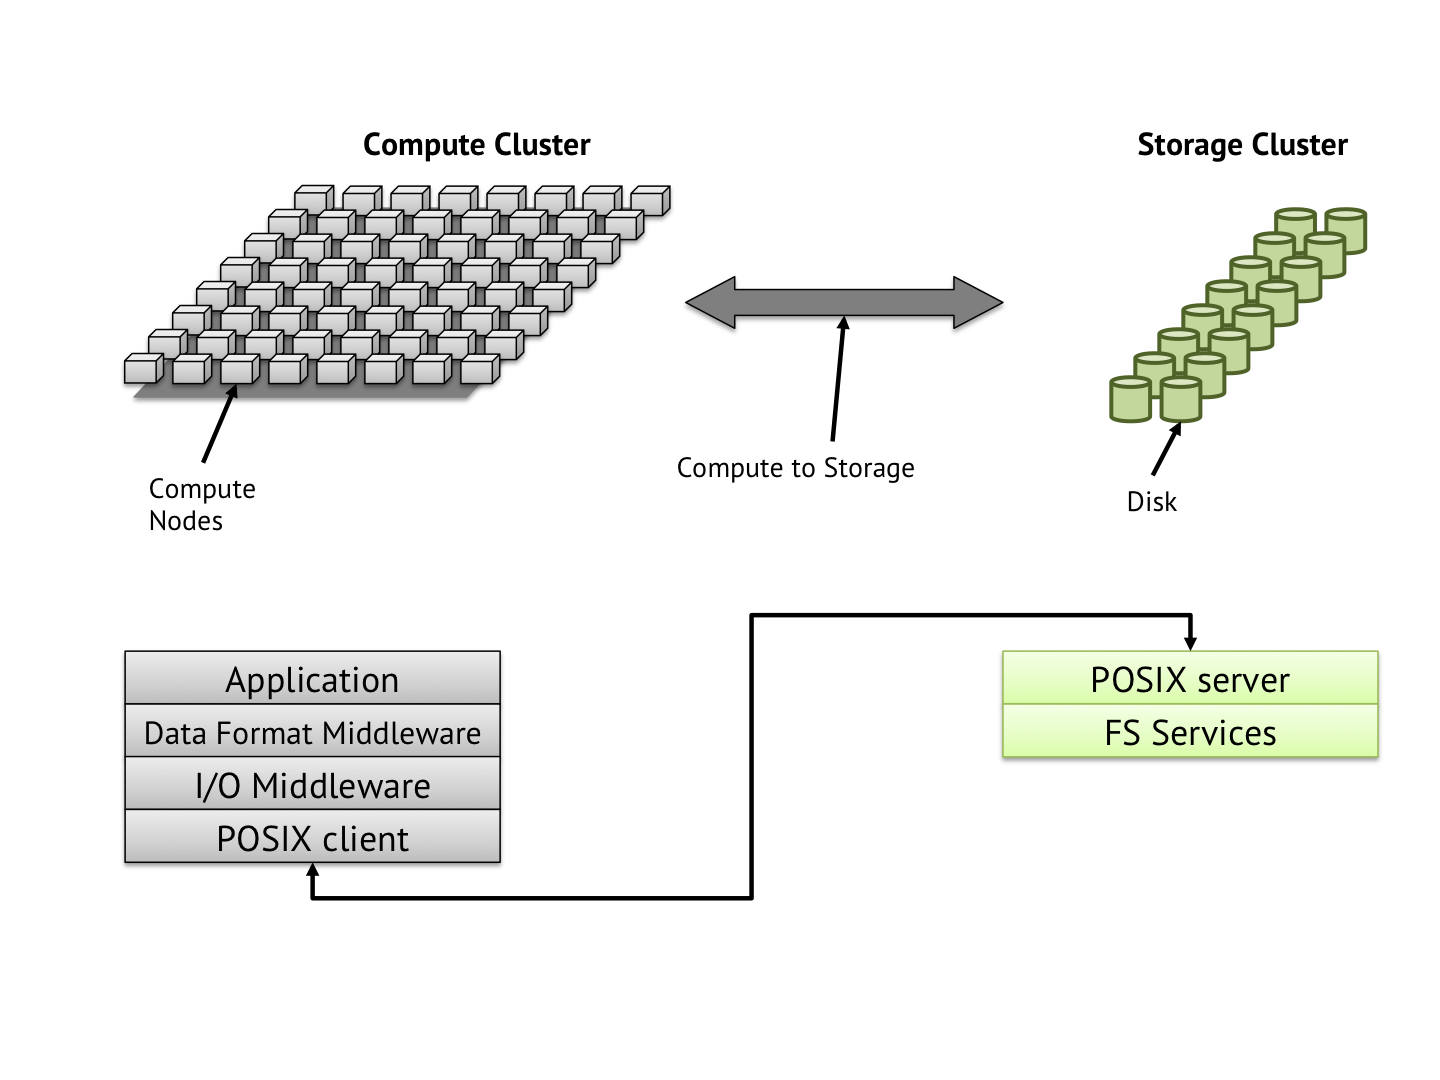 Compute Cluster
Storage Cluster
Compute to Storage
Compute
Nodes
Disk
Application
Data Format Middleware
I/O Middleware
POSIX client
POSIX server
FS Services